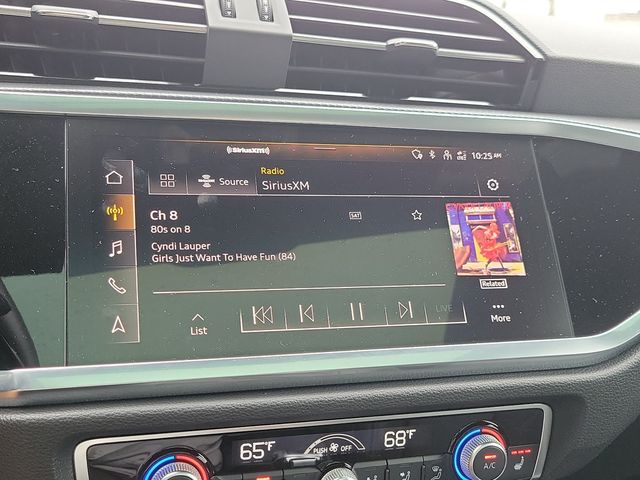 ((SiriusXM))
LTE
10:25 AM
Source
Radio
SiriusXM
Ch 8
SAT
80s on 8
Cyndi Lauper
Girls Just Want To Have Fun (84)
Related
List
LIVE
More
65°F
PUSH OFF
68°F
A/C